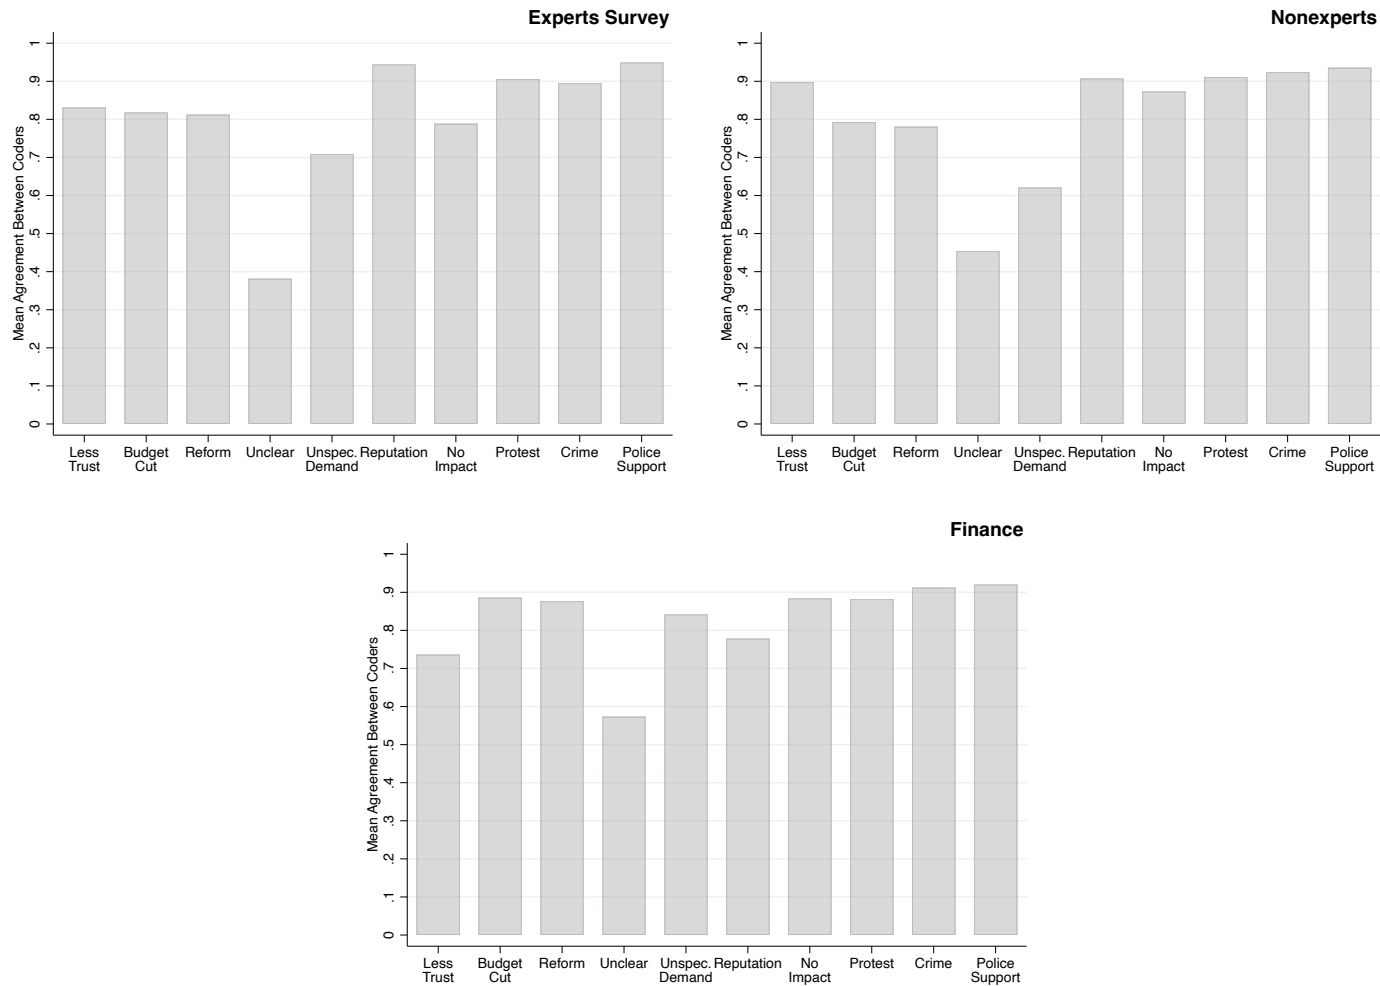 Experts Survey
Mean Agreement Between Coders
1
.9
.8
.7
.6
.5
.4
.3
.2
.1
0
Less Trust
Budget Cut
Reform
Unclear
Unspec. Demand
Reputation
No Impact
Protest
Crime
Police Support
Nonexperts
Mean Agreement Between Coders
1
.9
.8
.7
.6
.5
.4
.3
.2
.1
0
Less Trust
Budget Cut
Reform
Unclear
Unspec. Demand
Reputation
No Impact
Protest
Crime
Police Support
Finance
Mean Agreement Between Coders
1
.9
.8
.7
.6
.5
.4
.3
.2
.1
0
Less Trust
Budget Cut
Reform
Unclear
Unspec. Demand
Reputation
No Impact
Protest
Crime
Police Support